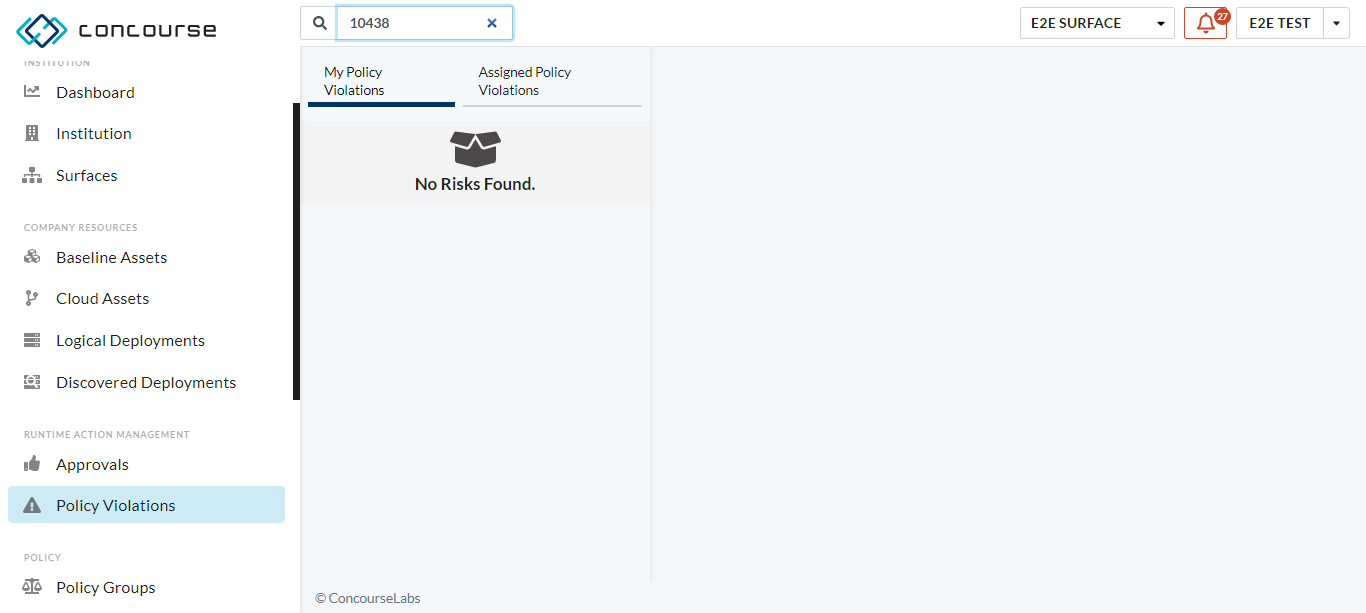 concourse
10438
E2E SURFACE
27
E2E TEST
INSTITUTION
Dashboard
Institution
Surfaces
COMPANY RESOURCES
Baseline Assets
Cloud Assets
Logical Deployments
Discovered Deployments
RUNTIME ACTION MANAGEMENT
Approvals
Policy Violations
POLICY
Policy Groups
My Policy
Violations
Assigned Policy
Violations
No Risks Found.
© ConcourseLabs